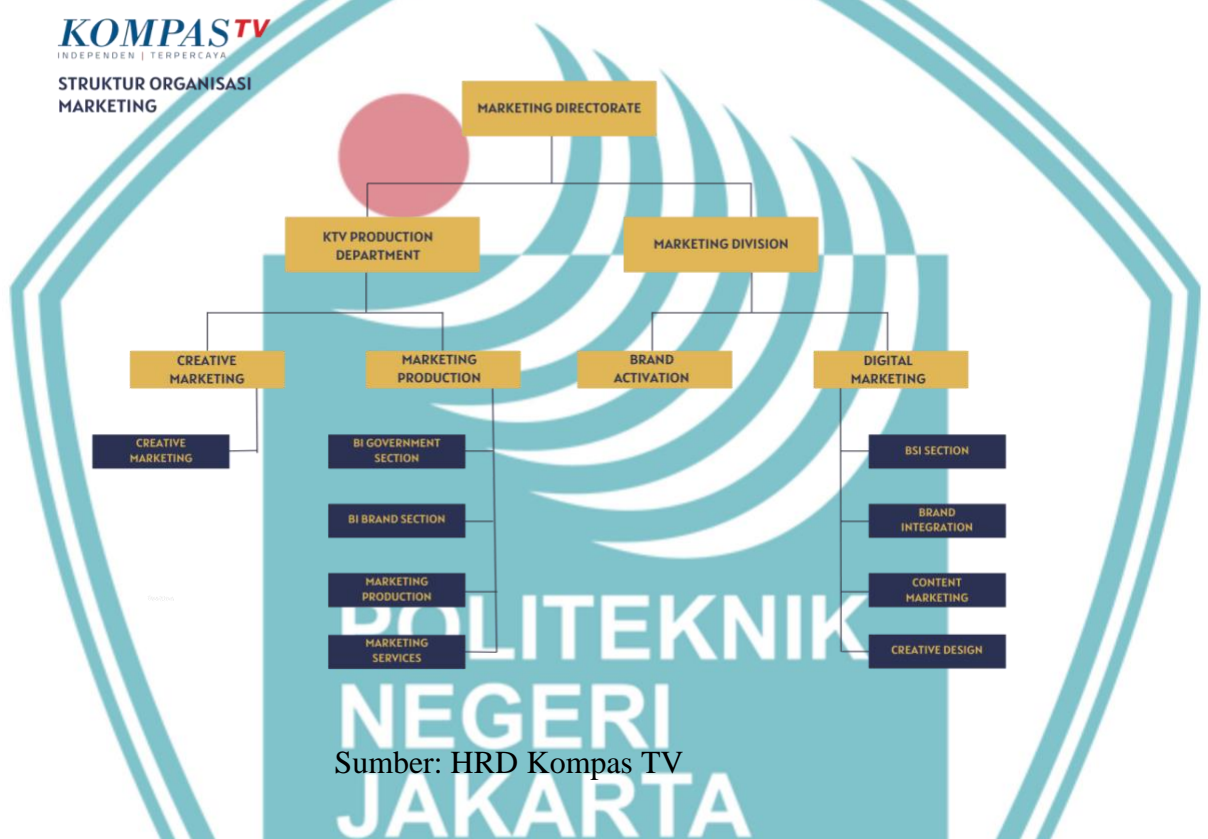 KOMPASTV
INDEPENDEN | TERPERCAYA
STRUKTUR ORGANISASI
MARKETING
MARKETING DIRECTORATE
KTV PRODUCTION
DEPARTMENT
MARKETING DIVISION
CREATIVE
MARKETING
MARKETING
PRODUCTION
BRAND
ACTIVATION
DIGITAL
MARKETING
CREATIVE
MARKETING
BI GOVERNMENT
SECTION
BI BRAND SECTION
MARKETING
PRODUCTION
MARKETING
SERVICES
BSI SECTION
BRAND
INTEGRATION
CONTENT
MARKETING
CREATIVE DESIGN
POLITEKNIK
NEGERI
JAKARTA
Sumber: HRD Kompas TV